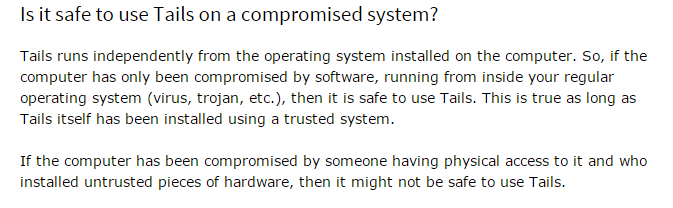 Is it safe to use Tails on a compromised system?
Tails runs independently from the operating system installed on the computer. So, if the
computer has only been compromised by software, running from inside your regular
operating system (virus, trojan, etc.), then it is safe to use Tails. This is true as long as
Tails itself has been installed using a trusted system.
If the computer has been compromised by someone having physical access to it and who
installed untrusted pieces of hardware, then it might not be safe to use Tails.